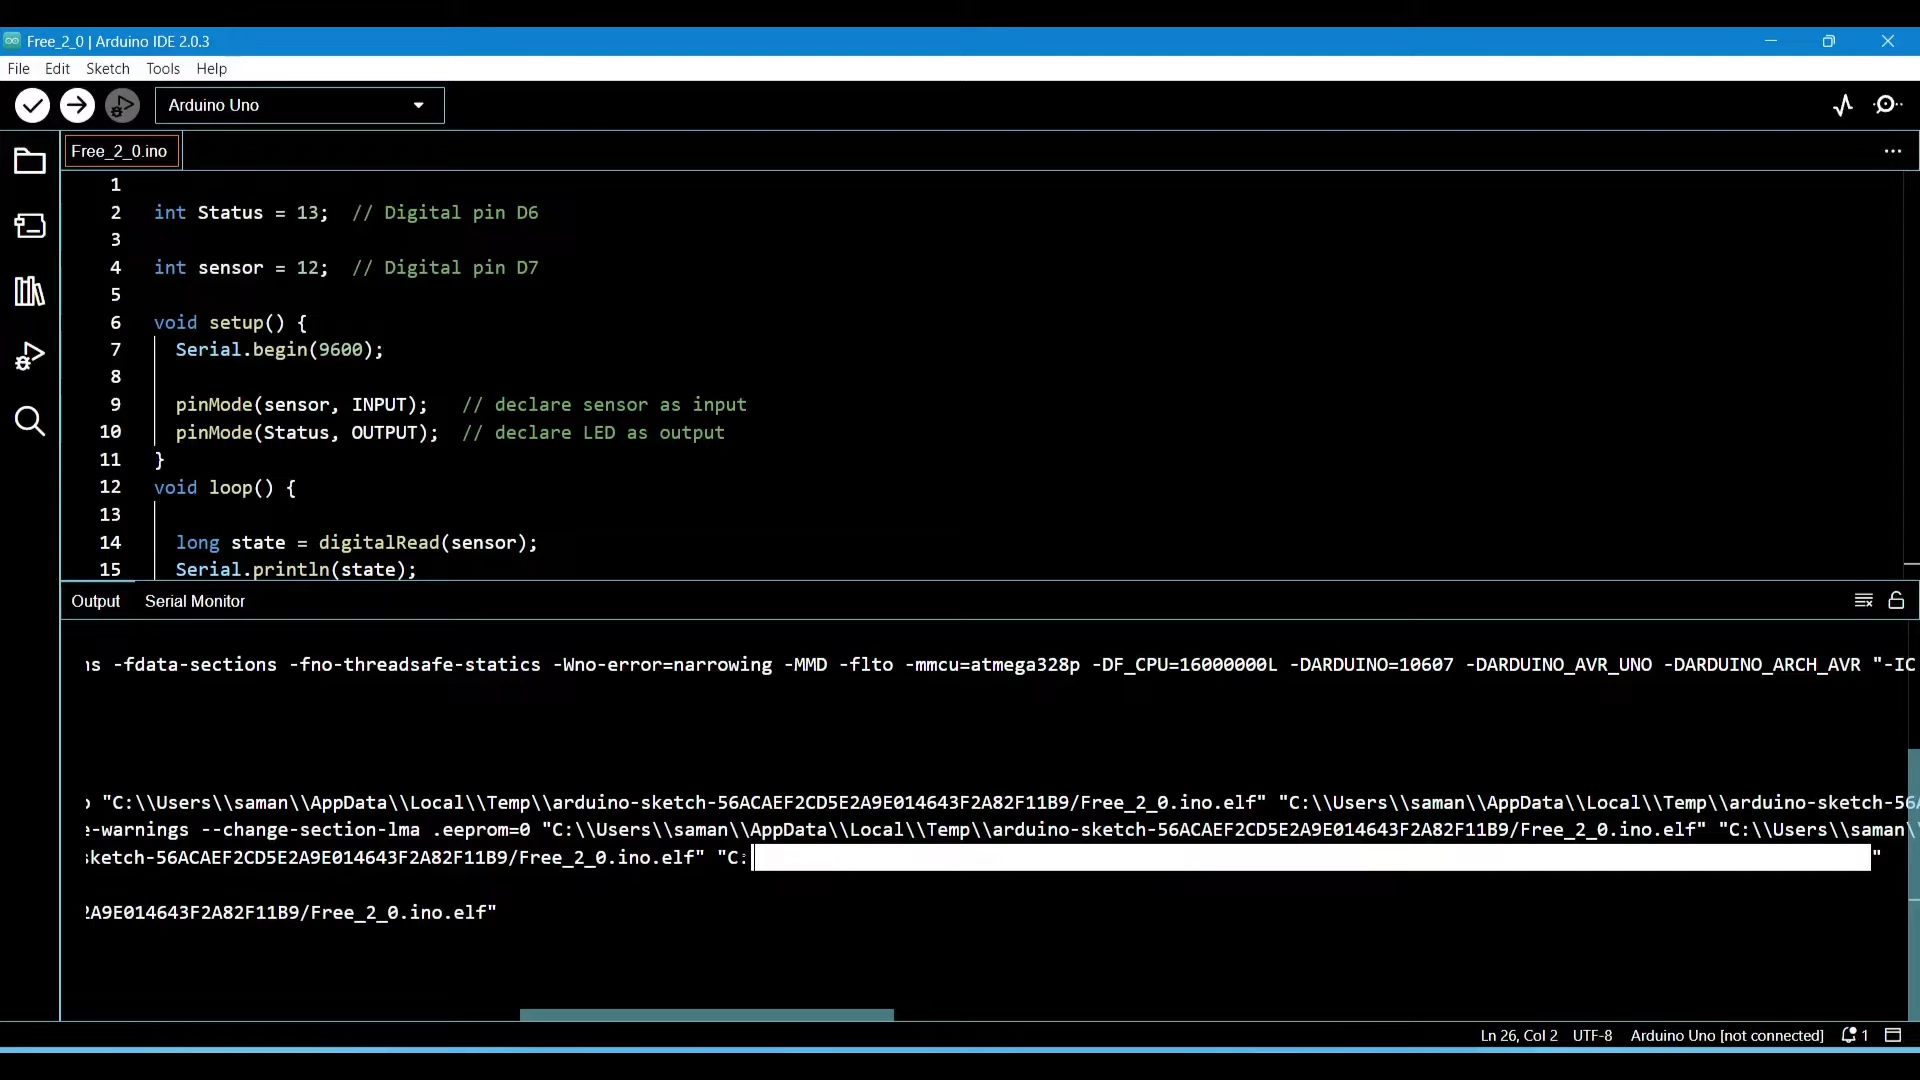 Free_2_0 | Arduino IDE 2.0.3
File Edit Sketch Tools Help
Arduino Uno
Free_2_0.ino
1
2 int Status = 13; // Digital pin D6
3
4 int sensor = 12; // Digital pin D7
5
6 void setup() {
7 Serial.begin(9600);
8
9 pinMode(sensor, INPUT); // declare sensor as input
10 pinMode(Status, OUTPUT); // declare LED as output
11 }
12 void loop() {
13
14 long state = digitalRead(sensor);
15 Serial.println(state);
Output Serial Monitor
-fdata-sections -fno-threadsafe-statics -Wno-error=narrowing -MMD -flto -mmcu=atmega328p -DF_CPU=16000000L -DARDUINO=10607 -DARDUINO_AVR_UNO -DARDUINO_ARCH_AVR "-IC
"C:\\Users\\saman\\AppData\\Local\\Temp\\arduino-sketch-56ACAEF2CD5E2A9E014643F2A82F11B9/Free_2_0.ino.elf" "C:\\Users\\saman\\AppData\\Local\\Temp\\arduino-sketch-56
-warnings --change-section-lma .eeprom=0 "C:\\Users\\saman\\AppData\\Local\\Temp\\arduino-sketch-56ACAEF2CD5E2A9E014643F2A82F11B9/Free_2_0.ino.elf" "C:\\Users\\saman\
sketch-56ACAEF2CD5E2A9E014643F2A82F11B9/Free_2_0.ino.elf" "C: "
2A9E014643F2A82F11B9/Free_2_0.ino.elf"
Ln 26, Col 2 UTF-8 Arduino Uno [not connected] 1